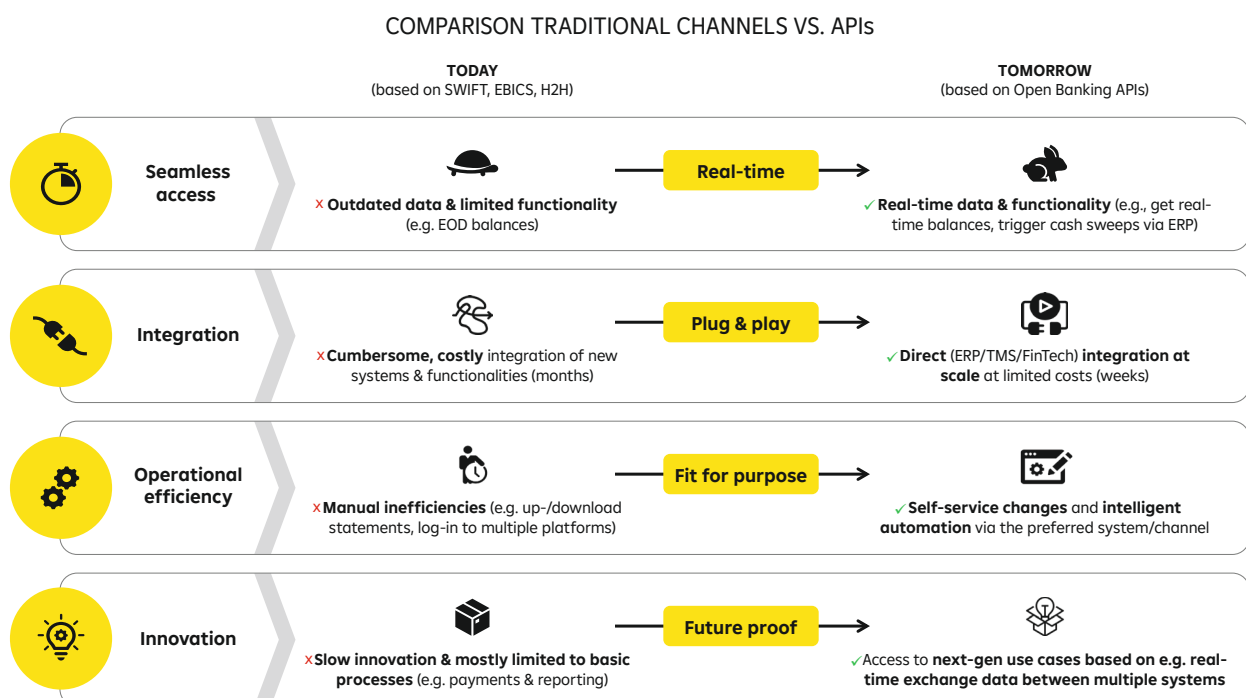 COMPARISON TRADITIONAL CHANNELS VS. APIs
TODAY
(based on SWIFT, EBICS, H2H)
TOMORROW
(based on Open Banking APIs)
Seamless
access
x Outdated data & limited functionality
(e.g. EOD balances)
Real-time
✓ Real-time data & functionality (e.g., get real-
time balances, trigger cash sweeps via ERP)
Integration
x Cumbersome, costly integration of new
systems & functionalities (months)
Plug & play
✓ Direct (ERP/TMS/FinTech) integration at
scale at limited costs (weeks)
Operational
efficiency
x Manual inefficiencies (e.g. up-/download
statements, log-in to multiple platforms)
Fit for purpose
✓ Self-service changes and intelligent
automation via the preferred system/channel
Innovation
x Slow innovation & mostly limited to basic
processes (e.g. payments & reporting)
Future proof
✓ Access to next-gen use cases based on e.g. real-
time exchange data between multiple systems